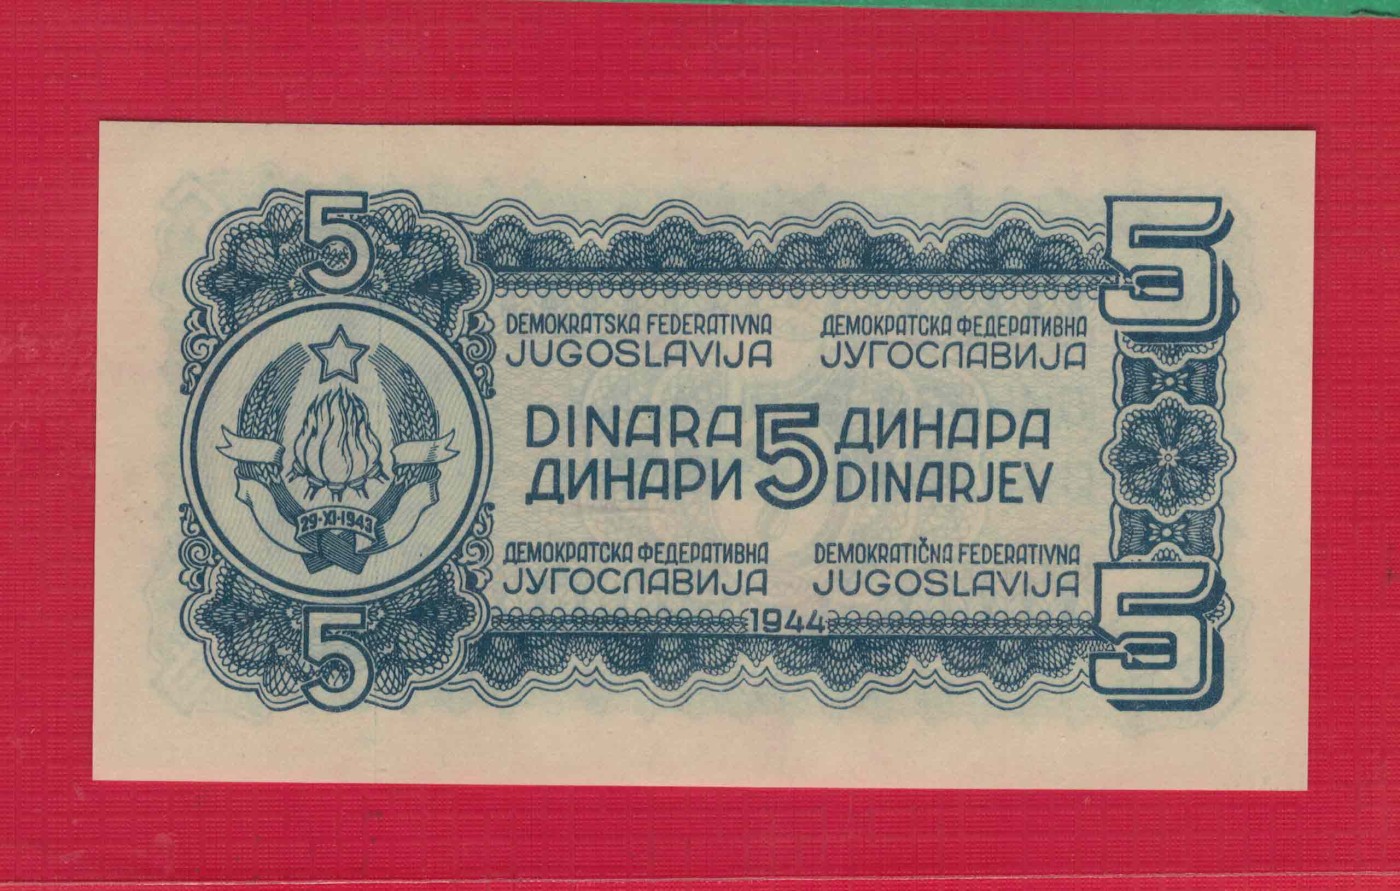 5
5
DEMOKRATSKA FEDERATIVNA
JUGOSLAVIJA
ДЕМОКРАТСКА ФЕДЕРАТИВНА
ЈУГОСЛАВИЈА
DINARA 5 ДИНАРА
ДИНАРИ DINARJEV
29-XI-1943
ДЕМОКРАТСКА ФЕДЕРАТИВНА
ЈУГОСЛАВИЈА
DEMOKRATIČNA FEDERATIVNA
JUGOSLAVIJA
1944
5
5